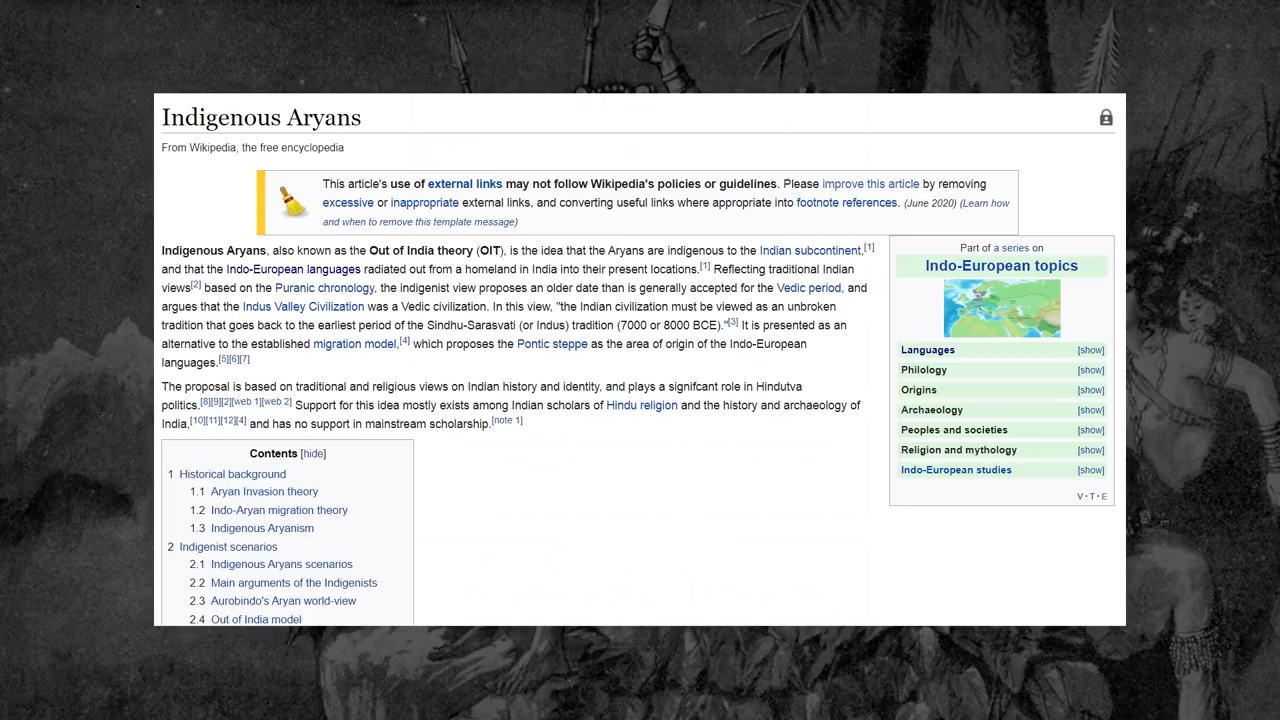 Indigenous Aryans
From Wikipedia, the free encyclopedia
This article's use of external links may not follow Wikipedia's policies or guidelines. Please improve this article by removing
excessive or inappropriate external links, and converting useful links where appropriate into footnote references. (June 2020) (Learn how
and when to remove this template message)
Indigenous Aryans, also known as the Out of India theory (OIT), is the idea that the Aryans are indigenous to the Indian subcontinent,[1]
and that the Indo-European languages radiated out from a homeland in India into their present locations.[1] Reflecting traditional Indian
views[2] based on the Puranic chronology, the indigenist view proposes an older date than is generally accepted for the Vedic period, and
argues that the Indus Valley Civilization was a Vedic civilization. In this view, "the Indian civilization must be viewed as an unbroken
tradition that goes back to the earliest period of the Sindhu-Sarasvati (or Indus) tradition (7000 or 8000 BCE)."[3] It is presented as an
alternative to the established migration model,[4] which proposes the Pontic steppe as the area of origin of the Indo-European
languages.[5][6][7]
The proposal is based on traditional and religious views on Indian history and identity, and plays a signifcant role in Hindutva
politics.[8][9][2][web 1][web 2] Support for this idea mostly exists among Indian scholars of Hindu religion and the history and archaeology of
India,[10][11][12][4] and has no support in mainstream scholarship.[note 1]
Contents [hide]
1 Historical background
1.1 Aryan Invasion theory
1.2 Indo-Aryan migration theory
1.3 Indigenous Aryanism
2 Indigenist scenarios
2.1 Indigenous Aryans scenarios
2.2 Main arguments of the Indigenists
2.3 Aurobindo's Aryan world-view
2.4 Out of India model
Part of a series on
Indo-European topics
Languages [show]
Philology [show]
Origins [show]
Archaeology [show]
Peoples and societies [show]
Religion and mythology [show]
Indo-European studies [show]
V · T · E